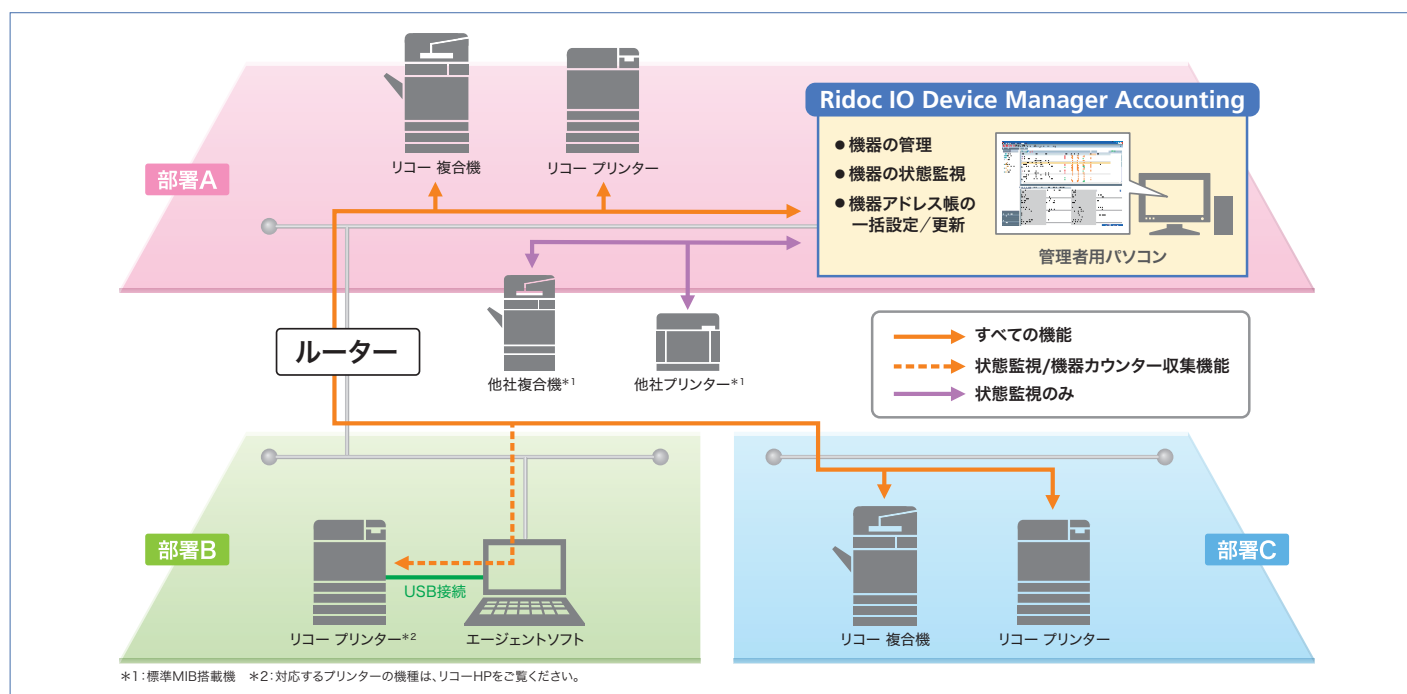 リコー 複合機
リコー プリンター
部署A
Ridoc IO Device Manager Accounting
●機器の管理
●機器の状態監視
●機器アドレス帳の
一括設定/更新
管理者用パソコン
ルーター
他社複合機*1
他社プリンター*1
すべての機能
状態監視/機器カウンター収集機能
状態監視のみ
部署B
USB接続
リコー プリンター*2
エージェントソフト
部署C
リコー 複合機
リコー プリンター
*1:標準MIB搭載機 *2:対応するプリンターの機種は、リコーHPをご覧ください。